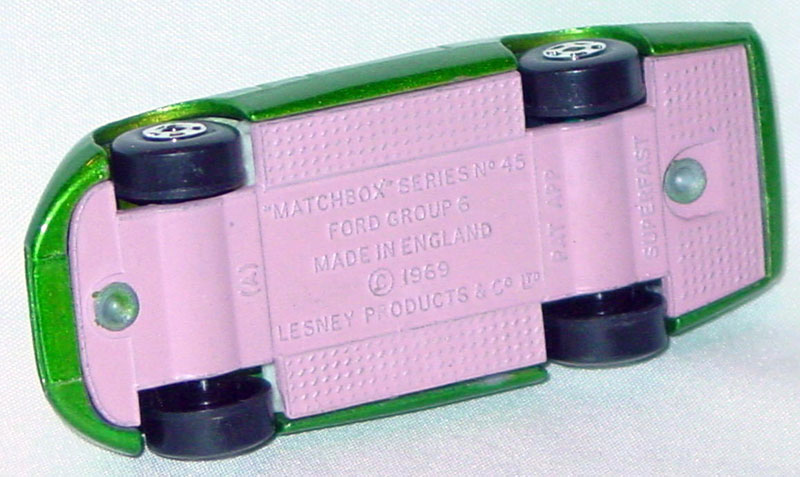 "MATCHBOX" SERIES Nº 45
FORD GROUP 6
MADE IN ENGLAND
© 1969
LESNEY PRODUCTS & Cº LTD
(A)
PAT APP
SUPERFAST